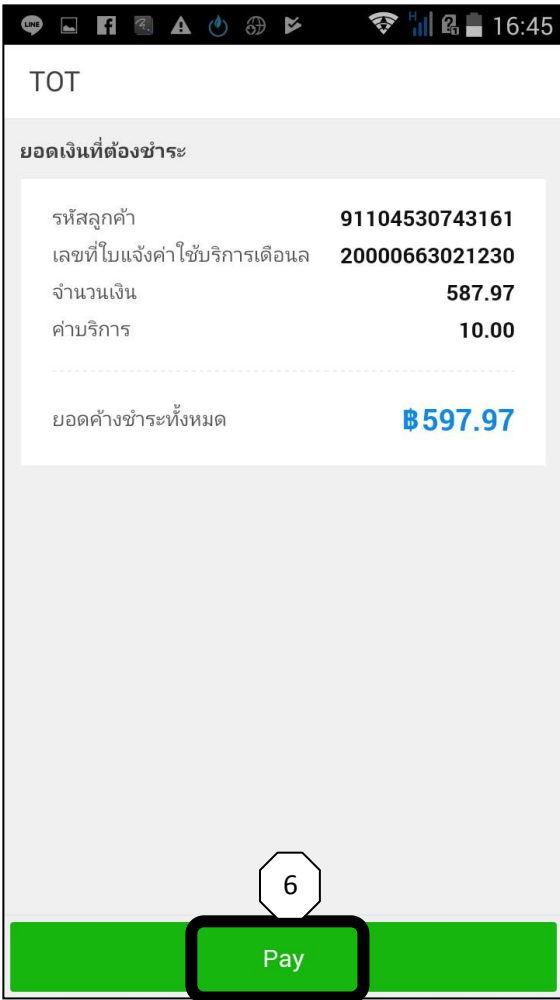 LINE
16:45
TOT
ยอดเงินที่ต้องชำระ
รหัสลูกค้า 91104530743161
เลขที่ใบแจ้งค่าใช้บริการเดือนล 20000663021230
จำนวนเงิน 587.97
ค่าบริการ 10.00
ยอดค้างชำระทั้งหมด ฿597.97
6
Pay